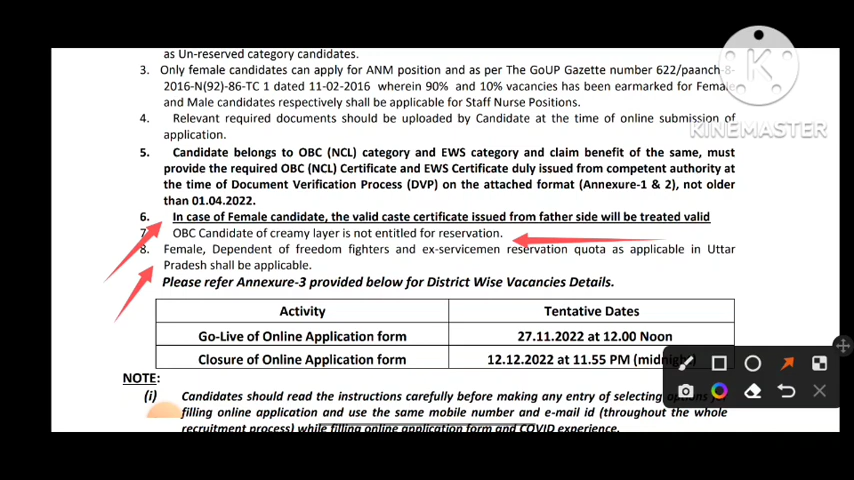 as Un-reserved category candidates.
3. Only female candidates can apply for ANM position and as per The GoUP Gazette number 622/paanch-8-
2016-N(92)-86-TC 1 dated 11-02-2016 wherein 90% and 10% vacancies has been earmarked for Female
and Male candidates respectively shall be applicable for Staff Nurse Positions.
4. Relevant required documents should be uploaded by Candidate at the time of online submission of
application.
KINEMASTER
5. Candidate belongs to OBC (NCL) category and EWS category and claim benefit of the same, must
provide the required OBC (NCL) Certificate and EWS Certificate duly issued from competent authority at
the time of Document Verification Process (DVP) on the attached format (Annexure-1 & 2), not older
than 01.04.2022.
6. In case of Female candidate, the valid caste certificate issued from father side will be treated valid
7. OBC Candidate of creamy layer is not entitled for reservation.
8. Female, Dependent of freedom fighters and ex-servicemen reservation quota as applicable in Uttar
Pradesh shall be applicable.
Please refer Annexure-3 provided below for District Wise Vacancies Details.
Activity Tentative Dates
Go-Live of Online Application form 27.11.2022 at 12.00 Noon
Closure of Online Application form 12.12.2022 at 11.55 PM (midnight)
NOTE:
(i) Candidates should read the instructions carefully before making any entry of selecting options for
filling online application and use the same mobile number and e-mail id (throughout the whole
recruitment process) while filling online application form and COVID experience.